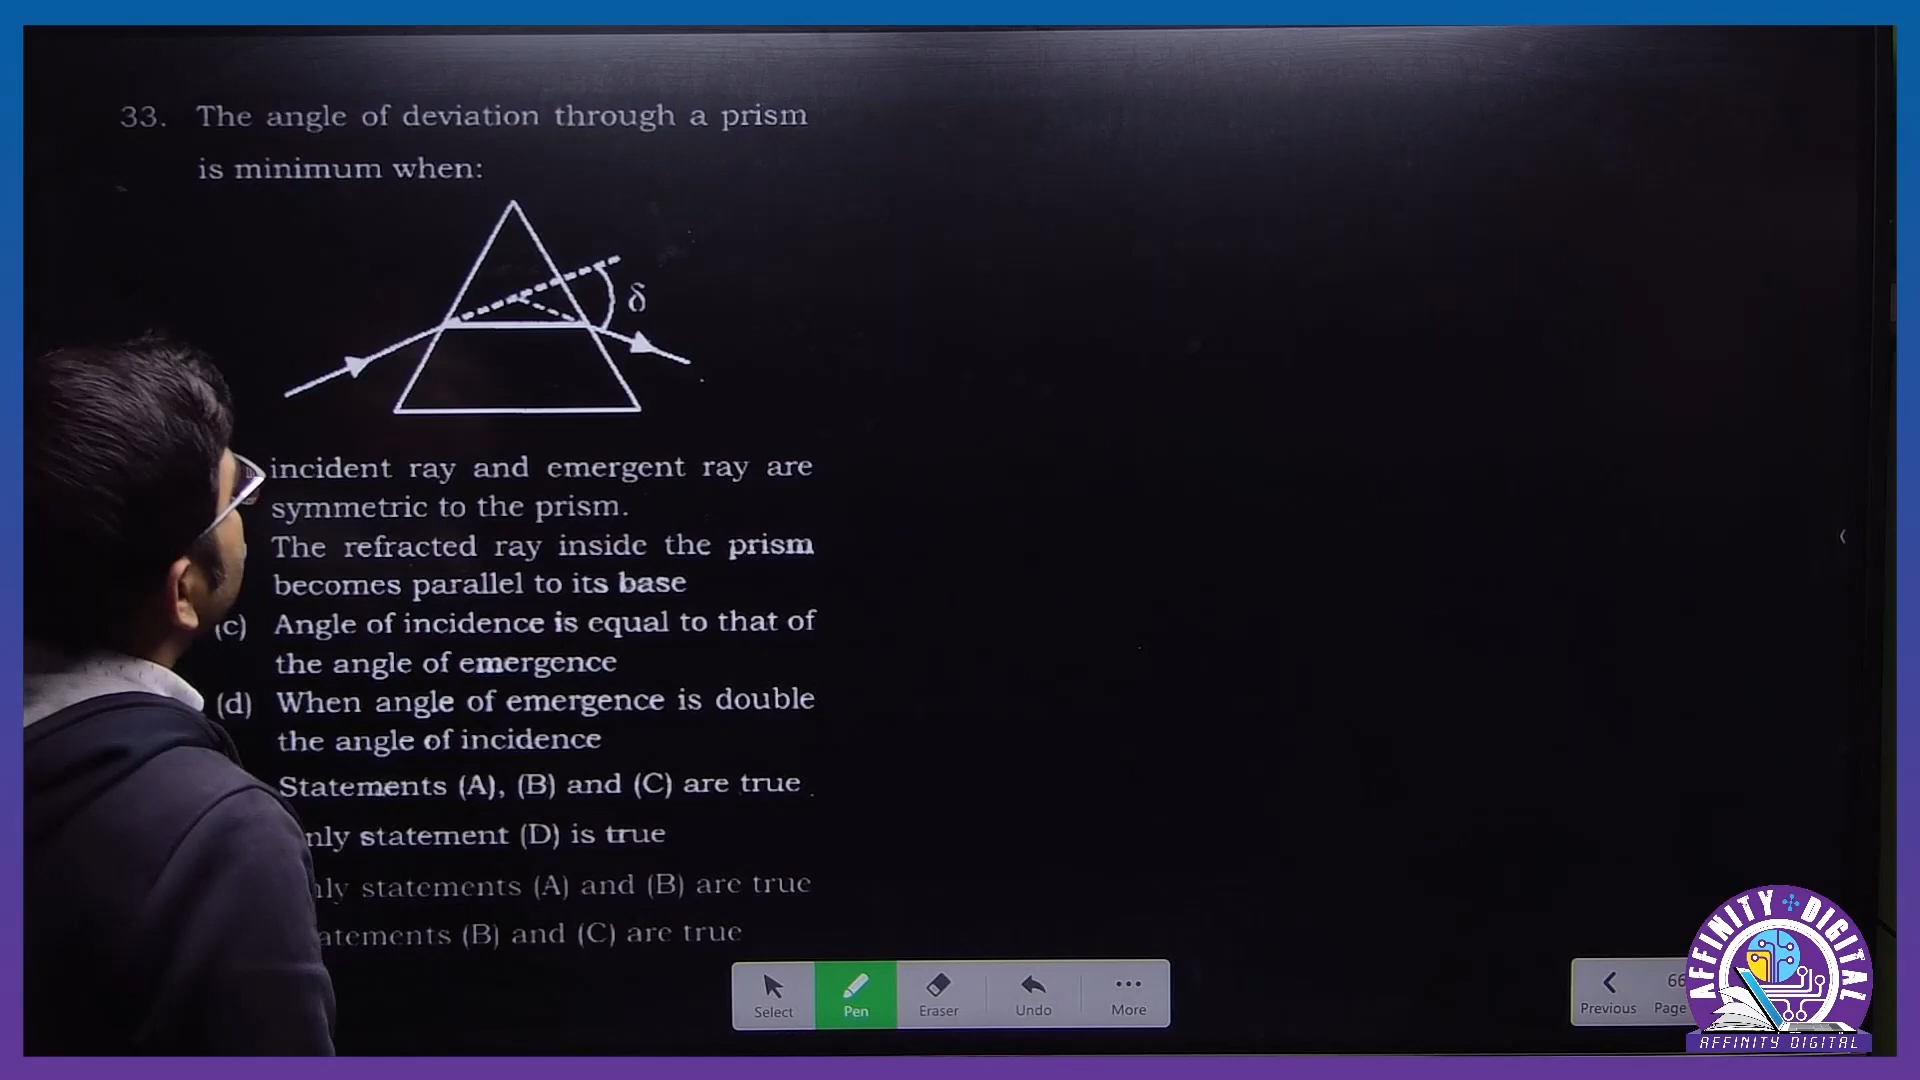 33. The angle of deviation through a prism
is minimum when:
δ
incident ray and emergent ray are
symmetric to the prism.
The refracted ray inside the prism
becomes parallel to its base
(c) Angle of incidence is equal to that of
the angle of emergence
(d) When angle of emergence is double
the angle of incidence
Statements (A), (B) and (C) are true
statement (D) is true
statements (A) and (B) are true
(B) and (C) are true
Select
Pen
Eraser
Undo
More
Previous
Page
66
AFFINITY DIGITAL
AFFINITY DIGITAL